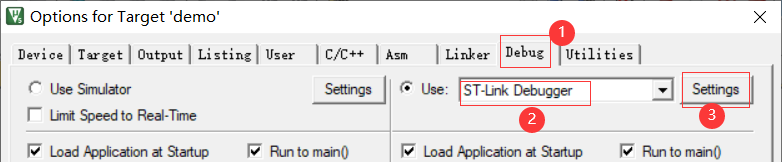 Options for Target 'demo'
1
Device Target Output Listing User C/C++ Asm Linker Debug Utilities
Use Simulator Settings Use: ST-Link Debugger Settings
Limit Speed to Real-Time 2 3
Load Application at Startup Run to main() Load Application at Startup Run to main()